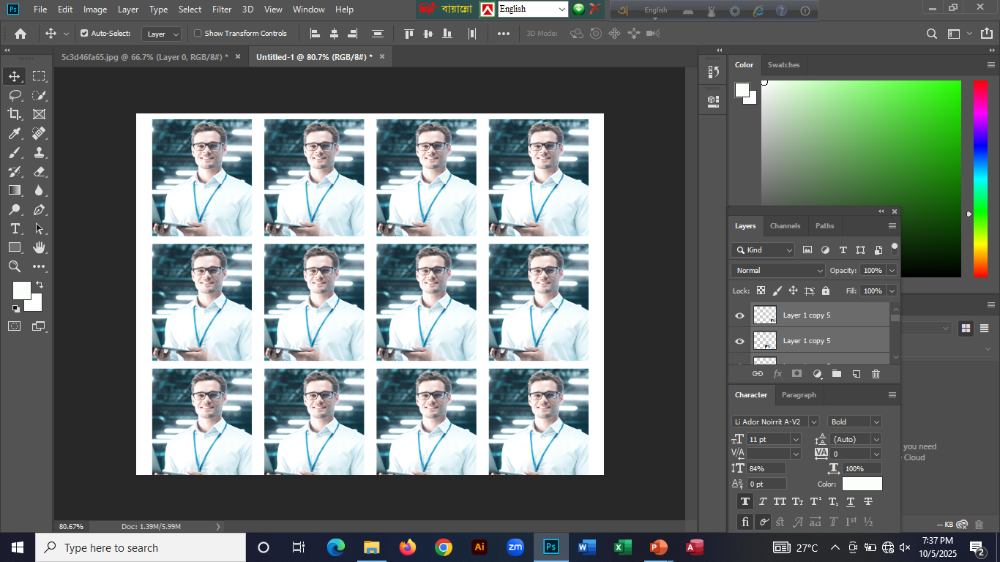 Ps File Edit Image Layer Type Select Filter 3D View Window Help বায়ান্নো English English
Auto-Select: Layer Show Transform Controls 3D Mode:
5c3d46fa65.jpg @ 66.7% (Layer 0, RGB/8#) * Untitled-1 @ 80.7% (RGB/8#) *
Color Swatches
Layers Channels Paths
Kind
Normal Opacity: 100%
Lock: Fill: 100%
Layer 1 copy 5
Layer 1 copy 5
fx
Character Paragraph
Li Ador Noirrit A-V2 Bold
11 pt (Auto)
V/A VA 0
84% 100%
0 pt Color:
T T TT Tt T¹ T₁ T T
fi st A aa T 1st ½
you need
Cloud
-- KB
80.67% Doc: 1.39M/5.99M
Type here to search Ai zm Ps 27°C 7:37 PM
10/5/2025 2